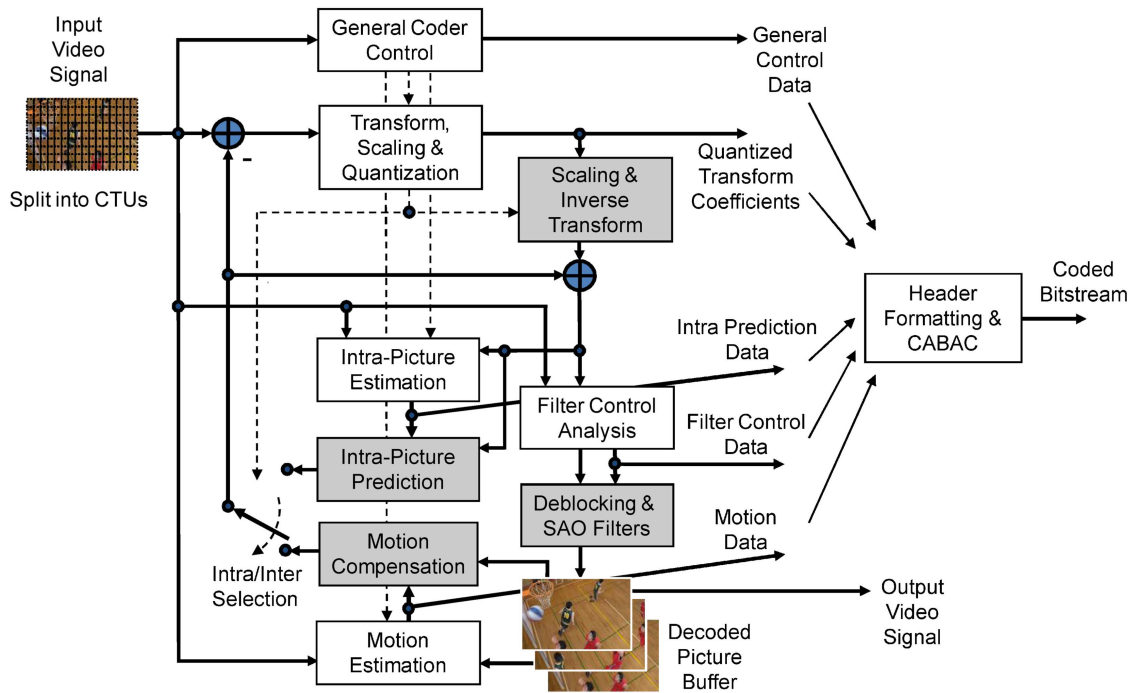 Input
Video
Signal
Split into CTUs
General Coder
Control
General
Control
Data
Transform,
Scaling &
Quantization
-
Quantized
Transform
Coefficients
Scaling &
Inverse
Transform
Header
Formatting &
CABAC
Coded
Bitstream
Intra-Picture
Estimation
Intra Prediction
Data
Filter Control
Analysis
Filter Control
Data
Intra-Picture
Prediction
Deblocking &
SAO Filters
Motion
Compensation
Motion
Data
Intra/Inter
Selection
Motion
Estimation
Decoded
Picture
Buffer
Output
Video
Signal